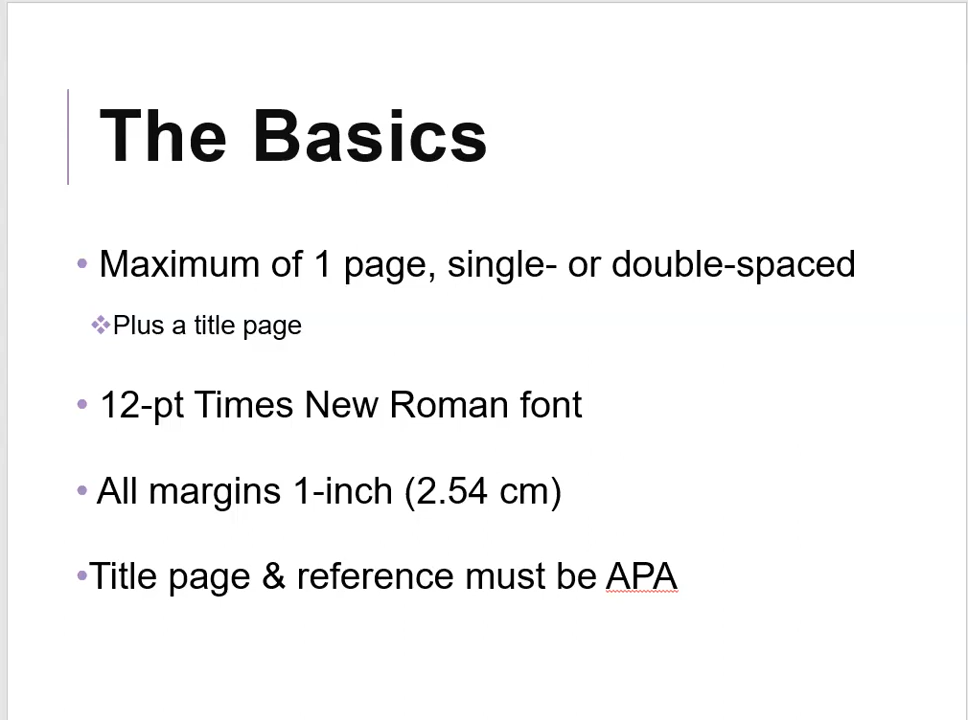 The Basics
• Maximum of 1 page, single- or double-spaced
❖Plus a title page
• 12-pt Times New Roman font
• All margins 1-inch (2.54 cm)
•Title page & reference must be APA